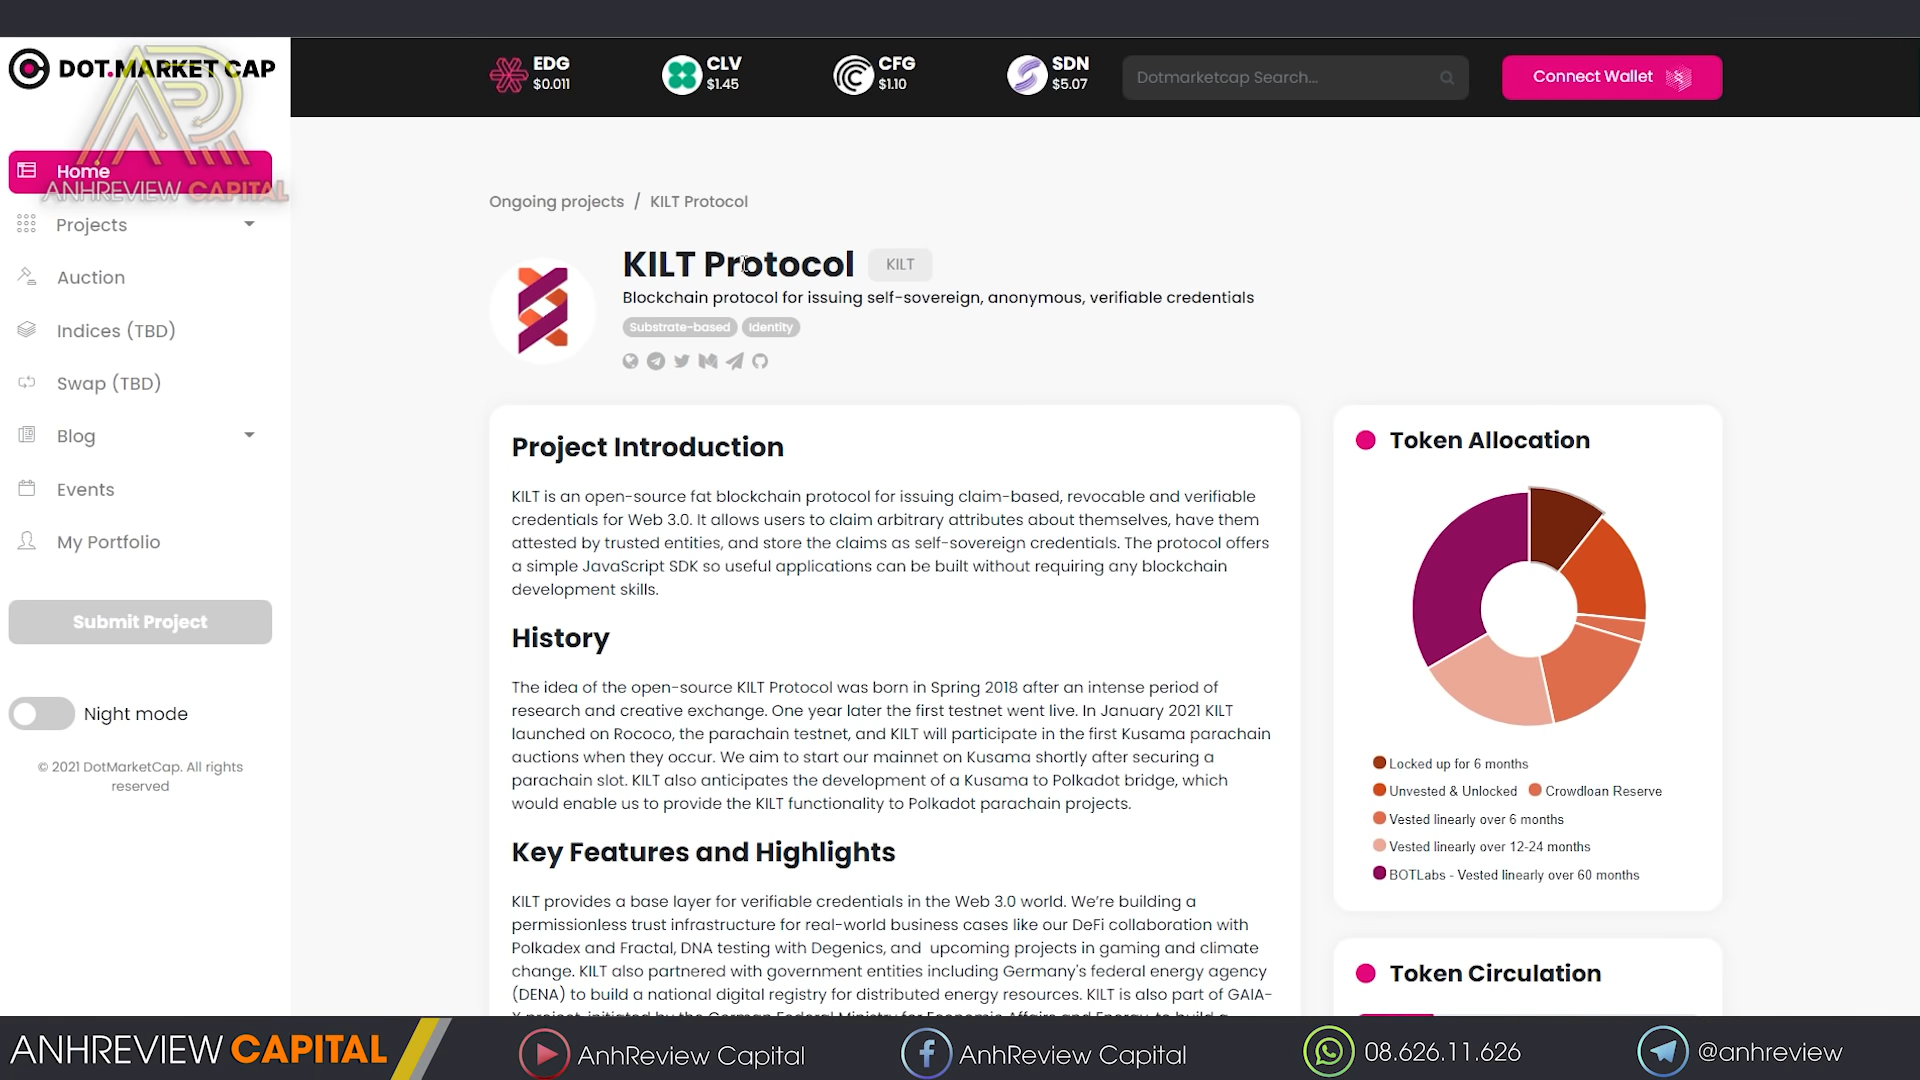 DOT.MARKET CAP
ANHREVIEW CAPITAL
Home
Projects
Auction
Indices (TBD)
Swap (TBD)
Blog
Events
My Portfolio
Submit Project
Night mode
© 2021 DotMarketCap. All rights
reserved
EDG
$0.011
CLV
$1.45
CFG
$1.10
SDN
$5.07
Dotmarketcap Search...
Connect Wallet
Ongoing projects / KILT Protocol
KILT Protocol KILT
Blockchain protocol for issuing self-sovereign, anonymous, verifiable credentials
Substrate-based Identity
Project Introduction
KILT is an open-source fat blockchain protocol for issuing claim-based, revocable and verifiable
credentials for Web 3.0. It allows users to claim arbitrary attributes about themselves, have them
attested by trusted entities, and store the claims as self-sovereign credentials. The protocol offers
a simple JavaScript SDK so useful applications can be built without requiring any blockchain
development skills.
History
The idea of the open-source KILT Protocol was born in Spring 2018 after an intense period of
research and creative exchange. One year later the first testnet went live. In January 2021 KILT
launched on Rococo, the parachain testnet, and KILT will participate in the first Kusama parachain
auctions when they occur. We aim to start our mainnet on Kusama shortly after securing a
parachain slot. KILT also anticipates the development of a Kusama to Polkadot bridge, which
would enable us to provide the KILT functionality to Polkadot parachain projects.
Key Features and Highlights
KILT provides a base layer for verifiable credentials in the Web 3.0 world. We're building a
permissionless trust infrastructure for real-world business cases like our DeFi collaboration with
Polkadex and Fractal, DNA testing with Degenics, and upcoming projects in gaming and climate
change. KILT also partnered with government entities including Germany's federal energy agency
(DENA) to build a national digital registry for distributed energy resources. KILT is also part of GAIA-
X project, initiated by the German Federal Ministry for Economic Affairs and Energy, to build a
Token Allocation
Locked up for 6 months
Unvested & Unlocked Crowdloan Reserve
Vested linearly over 6 months
Vested linearly over 12-24 months
BOTLabs - Vested linearly over 60 months
Token Circulation
ANHREVIEW CAPITAL
AnhReview Capital
AnhReview Capital
08.626.11.626
@anhreview